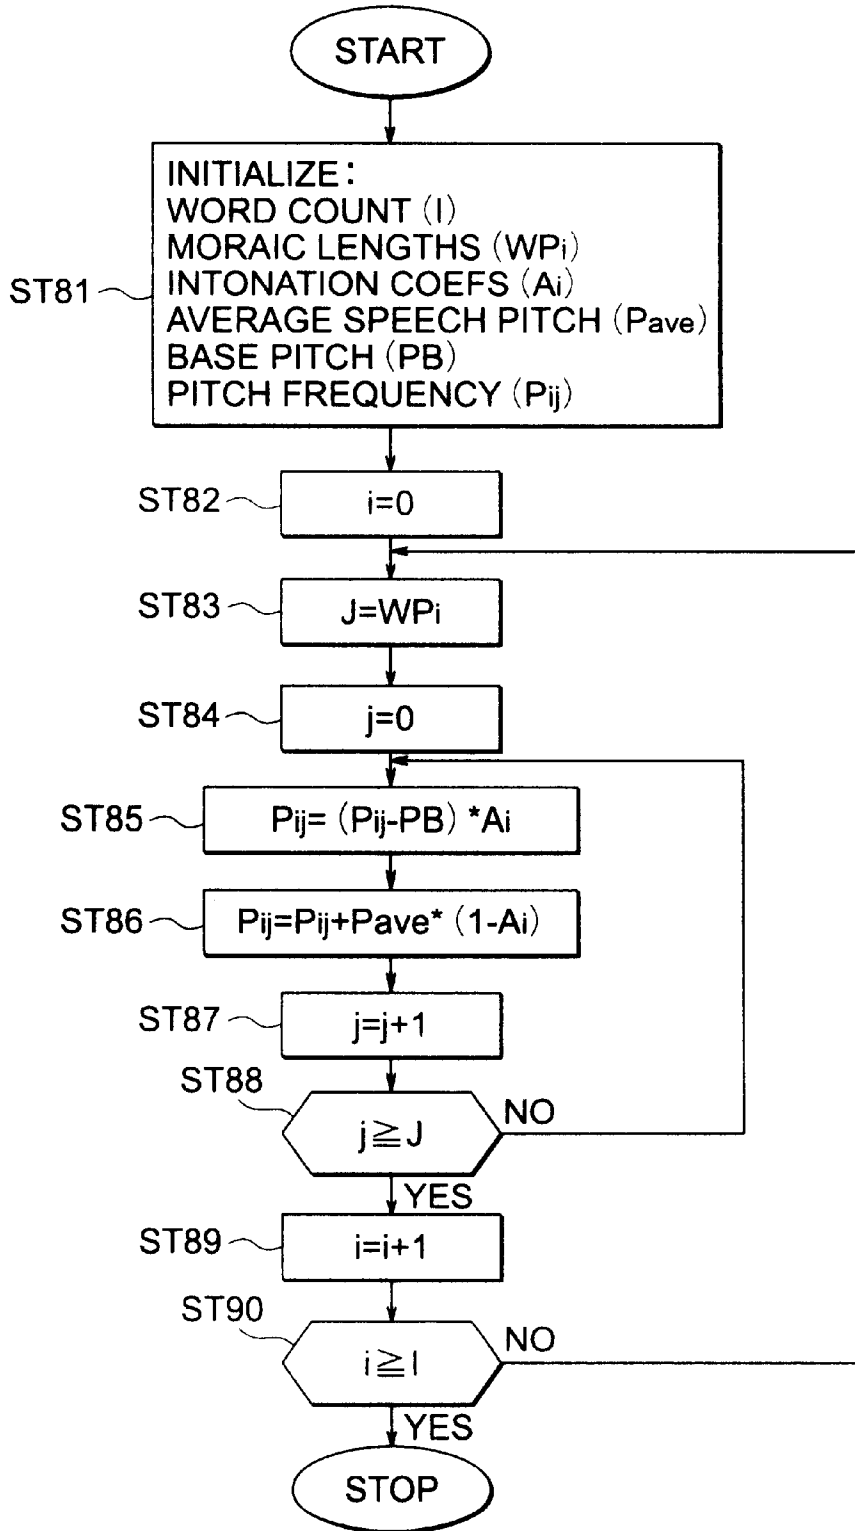 START
INITIALIZE:
WORD COUNT (I)
MORAIC LENGTHS (WPi)
ST81
INTONATION COEFS (Ai)
AVERAGE SPEECH PITCH (Pave)
BASE PITCH (PB)
PITCH FREQUENCY (Pij)
ST82
i=0
ST83
J=WPi
ST84
j=0
ST85
Pij= (Pij-PB) *Ai
ST86
Pij=Pij+Pave* (1-Ai)
ST87
j=j+1
ST88
NO
j≧J
YES
ST89
i=i+1
ST90
NO
i≧I
YES
STOP